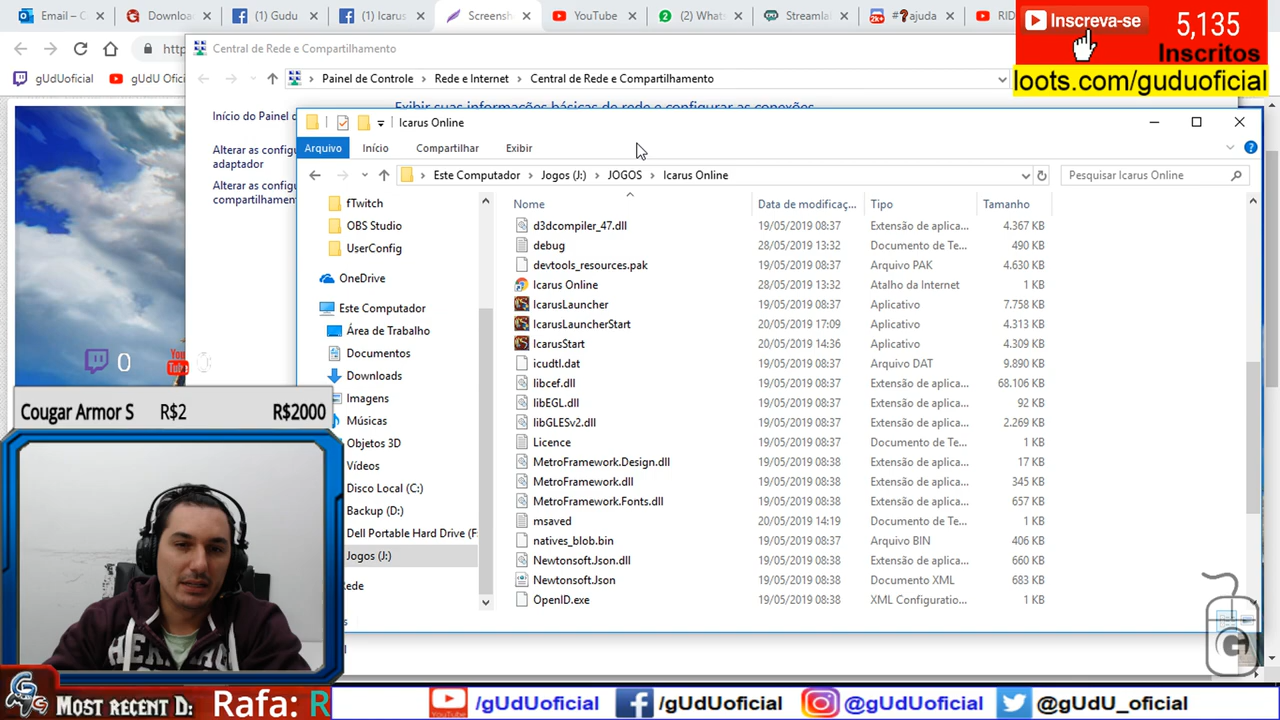 Email — C
Download
(1) Gudu
(1) Icarus
Screensh
YouTube
(2) What
Streamla
#❓ajuda
RID
Inscreva-se
5,135
Inscritos
loots.com/guduoficial
gUdUoficial
gUdU Ofici
Central de Rede e Compartilhamento
Painel de Controle > Rede e Internet > Central de Rede e Compartilhamento
Exibir suas informações básicas de rede e configurar as conexões
Início do Painel d
Alterar as config
adaptador
Alterar as config
compartilhamen
Icarus Online
Arquivo Início Compartilhar Exibir
Este Computador > Jogos (J:) > JOGOS > Icarus Online
Pesquisar Icarus Online
fTwitch
OBS Studio
UserConfig
OneDrive
Este Computador
Área de Trabalho
Documentos
Downloads
Imagens
Músicas
Objetos 3D
Vídeos
Disco Local (C:)
Backup (D:)
Dell Portable Hard Drive (F:
Jogos (J:)
Rede
Nome Data de modificaç... Tipo Tamanho
d3dcompiler_47.dll 19/05/2019 08:37 Extensão de aplica... 4.367 KB
debug 28/05/2019 13:32 Documento de Te... 490 KB
devtools_resources.pak 19/05/2019 08:37 Arquivo PAK 4.630 KB
Icarus Online 28/05/2019 13:32 Atalho da Internet 1 KB
IcarusLauncher 19/05/2019 08:37 Aplicativo 7.758 KB
IcarusLauncherStart 20/05/2019 17:09 Aplicativo 4.313 KB
IcarusStart 20/05/2019 14:36 Aplicativo 4.309 KB
icudtl.dat 19/05/2019 08:37 Arquivo DAT 9.890 KB
libcef.dll 19/05/2019 08:37 Extensão de aplica... 68.106 KB
libEGL.dll 19/05/2019 08:37 Extensão de aplica... 92 KB
libGLESv2.dll 19/05/2019 08:37 Extensão de aplica... 2.269 KB
Licence 19/05/2019 08:37 Documento de Te... 1 KB
MetroFramework.Design.dll 19/05/2019 08:38 Extensão de aplica... 17 KB
MetroFramework.dll 19/05/2019 08:38 Extensão de aplica... 345 KB
MetroFramework.Fonts.dll 19/05/2019 08:38 Extensão de aplica... 657 KB
msaved 20/05/2019 14:19 Documento de Te... 1 KB
natives_blob.bin 19/05/2019 08:38 Arquivo BIN 406 KB
Newtonsoft.Json.dll 19/05/2019 08:38 Extensão de aplica... 660 KB
Newtonsoft.Json 19/05/2019 08:38 Documento XML 683 KB
OpenID.exe 19/05/2019 08:38 XML Configuratio... 1 KB
0
Cougar Armor S R$2 R$2000
Most recent D: Rafa: R
/gUdUoficial
/gUdUoficial
@gUdUoficial
@gUdU_oficial